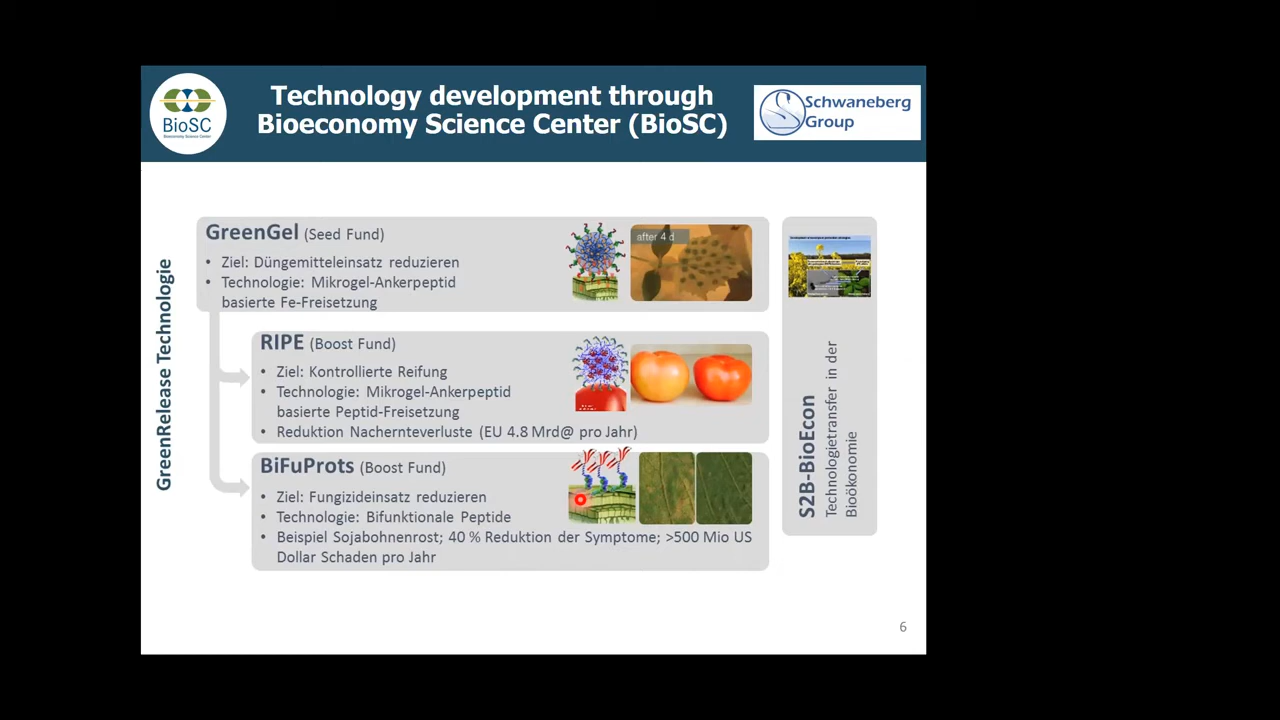 BioSC
Bioeconomy Science Center
Technology development through
Bioeconomy Science Center (BioSC)
Schwaneberg
Group
GreenRelease Technologie
GreenGel (Seed Fund)
• Ziel: Düngemitteleinsatz reduzieren
• Technologie: Mikrogel-Ankerpeptid
basierte Fe-Freisetzung
after 4 d
RIPE (Boost Fund)
• Ziel: Kontrollierte Reifung
• Technologie: Mikrogel-Ankerpeptid
basierte Peptid-Freisetzung
• Reduktion Nachernteverluste (EU 4.8 Mrd@ pro Jahr)
BiFuProts (Boost Fund)
• Ziel: Fungizideinsatz reduzieren
• Technologie: Bifunktionale Peptide
• Beispiel Sojabohnenrost; 40 % Reduktion der Symptome; >500 Mio US
Dollar Schaden pro Jahr
S2B-BioEcon
Technologietransfer in der
Bioökonomie
6